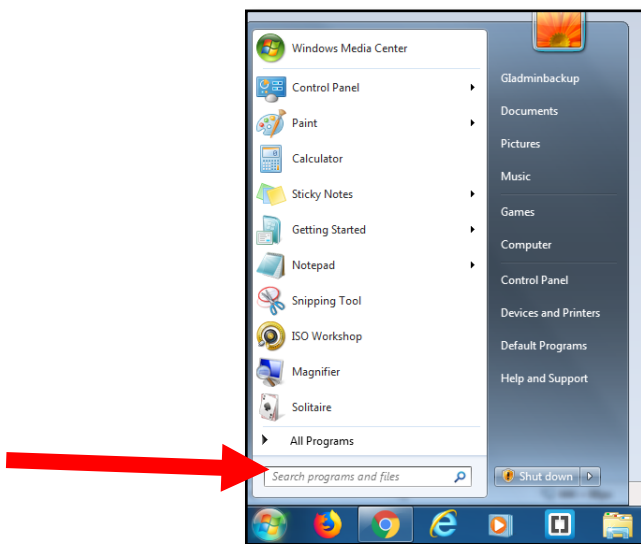 Windows Media Center
Control Panel
Paint
Calculator
Sticky Notes
Getting Started
Notepad
Snipping Tool
ISO Workshop
Magnifier
Solitaire
All Programs
Search programs and files
Gladminbackup
Documents
Pictures
Music
Games
Computer
Control Panel
Devices and Printers
Default Programs
Help and Support
Shut down